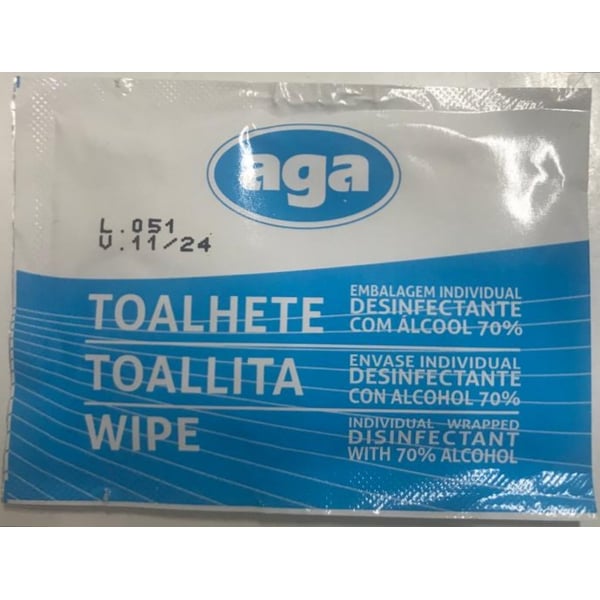 aga
L.051
V.11/24
TOALHETE
EMBALAGEM INDIVIDUAL
DESINFECTANTE
COM ÁLCOOL 70%
TOALLITA
ENVASE INDIVIDUAL
DESINFECTANTE
CON ALCOHOL 70%
WIPE
INDIVIDUAL WRAPPED
DISINFECTANT
WITH 70% ALCOHOL